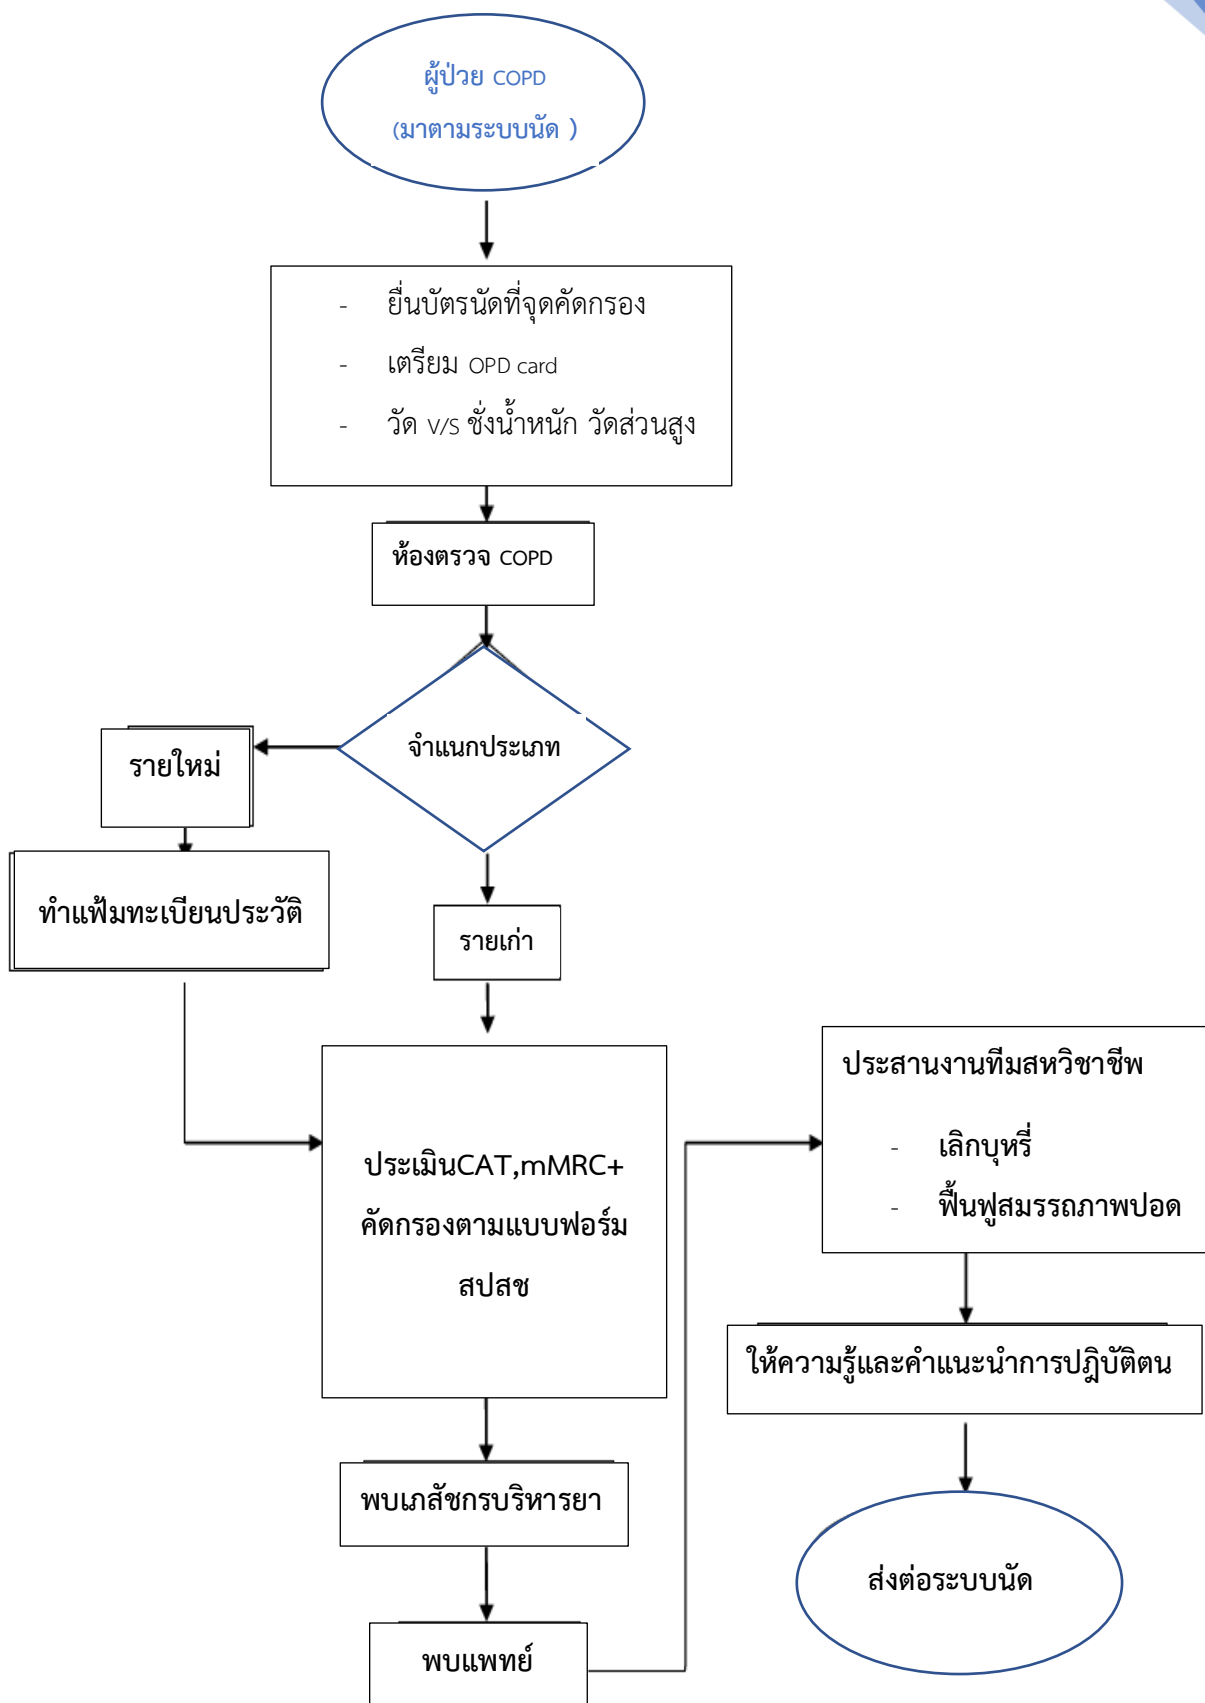 ผู้ป่วย COPD
(มาตามระบบนัด )
- ยื่นบัตรนัดที่จุดคัดกรอง
- เตรียม OPD card
- วัด V/S ชั่งน้ำหนัก วัดส่วนสูง
ห้องตรวจ COPD
จำแนกประเภท
รายใหม่
ทำแฟ้มทะเบียนประวัติ
รายเก่า
ประเมินCAT,mMRC+
คัดกรองตามแบบฟอร์ม
สปสช
พบเภสัชกรบริหารยา
พบแพทย์
ประสานงานทีมสหวิชาชีพ
- เลิกบุหรี่
- ฟื้นฟูสมรรถภาพปอด
ให้ความรู้และคำแนะนำการปฎิบัติตน
ส่งต่อระบบนัด